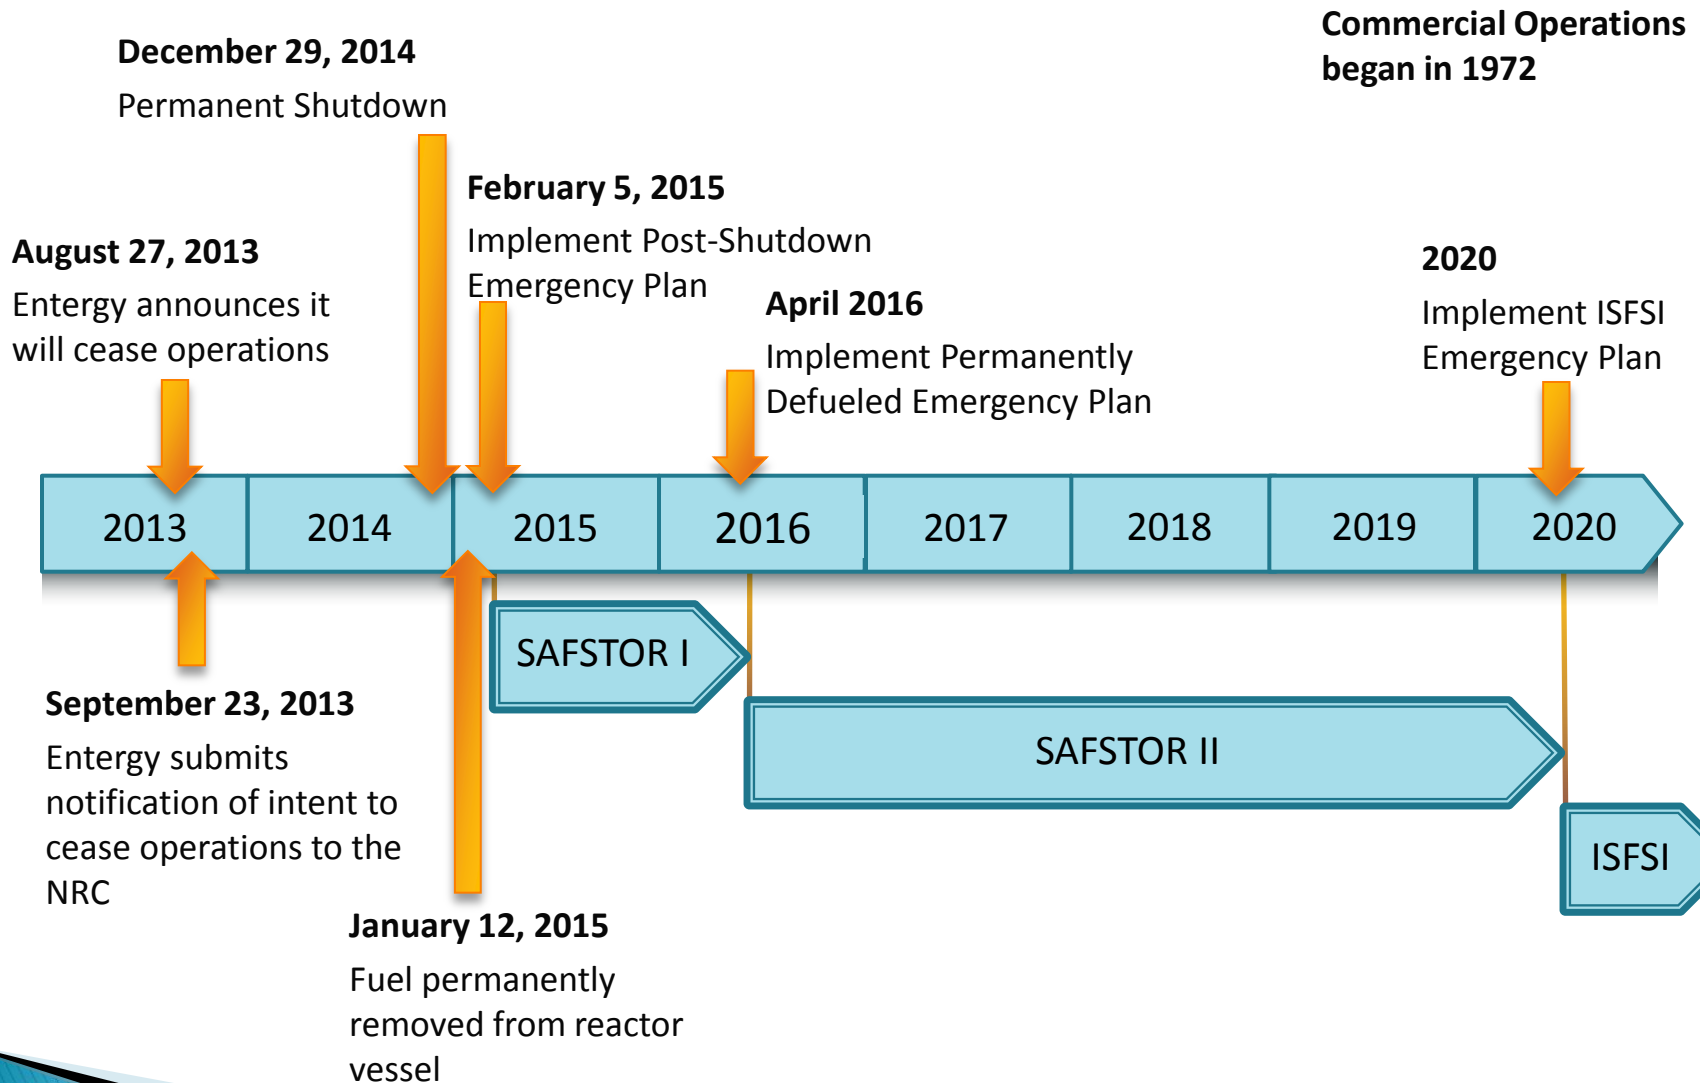 Commercial Operations
began in 1972
December 29, 2014
Permanent Shutdown
February 5, 2015
Implement Post-Shutdown
Emergency Plan
August 27, 2013
Entergy announces it
will cease operations
April 2016
Implement Permanently
Defueled Emergency Plan
2020
Implement ISFSI
Emergency Plan
2013
2014
2015
2016
2017
2018
2019
2020
SAFSTOR I
SAFSTOR II
ISFSI
September 23, 2013
Entergy submits
notification of intent to
cease operations to the
NRC
January 12, 2015
Fuel permanently
removed from reactor
vessel